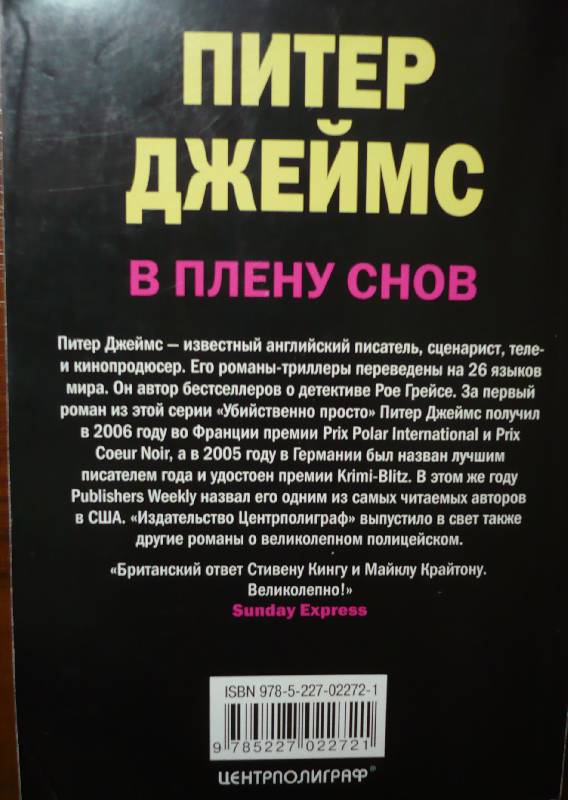 ПИТЕР
ДЖЕЙМС
В ПЛЕНУ СНОВ
Питер Джеймс — известный английский писатель, сценарист, теле-
и кинопродюсер. Его романы-триллеры переведены на 26 языков
мира. Он автор бестселлеров о детективе Рое Грейсе. За первый
роман из этой серии «Убийственно просто» Питер Джеймс получил
в 2006 году во Франции премии Prix Polar International и Prix
Coeur Noir, а в 2005 году в Германии был назван лучшим
писателем года и удостоен премии Krimi-Blitz. В этом же году
Publishers Weekly назвал его одним из самых читаемых авторов
в США. «Издательство Центрполиграф» выпустило в свет также
другие романы о великолепном полицейском.
«Британский ответ Стивену Кингу и Майклу Крайтону.
Великолепно!»
Sunday Express
ISBN 978-5-227-02272-1
9 785227 022721
ЦЕНТРПОЛИГРАФ®